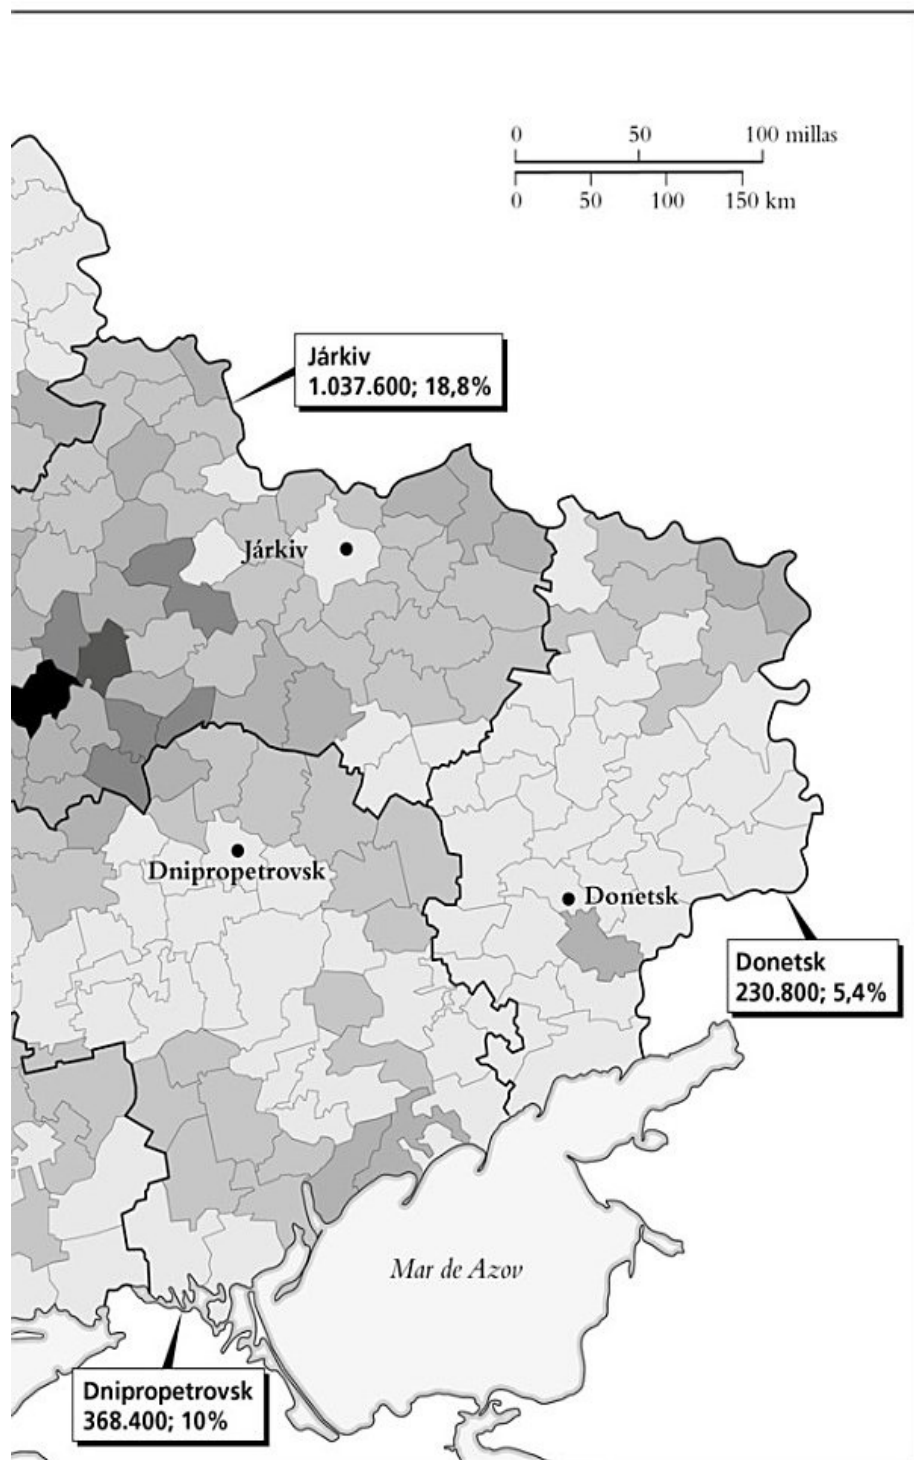 0 50 100 millas
0 50 100 150 km
Járkiv
1.037.600; 18,8%
Járkiv
Dnipropetrovsk
Donetsk
Donetsk
230.800; 5,4%
Mar de Azov
Dnipropetrovsk
368.400; 10%